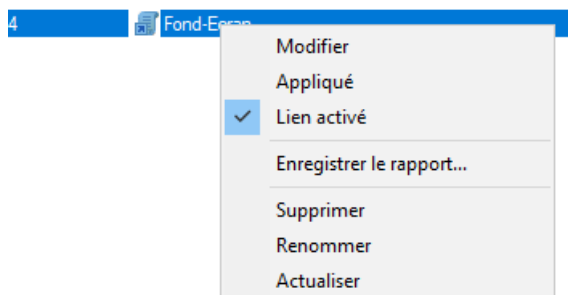 4 Fond-Ecran
Modifier
Appliqué
Lien activé
Enregistrer le rapport...
Supprimer
Renommer
Actualiser